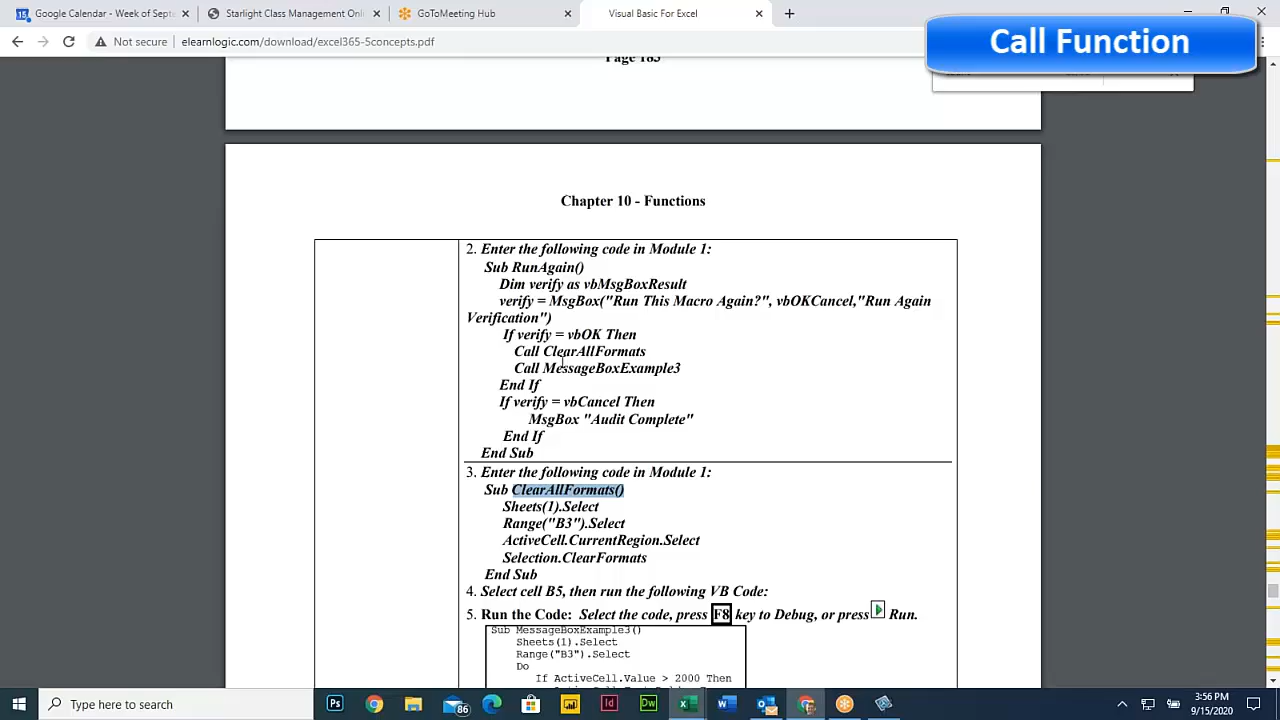 Google Calendar - Week of Septe
Starlight Class Management Onli
GoToMeeting Hub
Visual Basic For Excel
Not secure
elearnlogic.com/download/excel365-5concepts.pdf
Call Function
Page 183
Chapter 10 - Functions
2. Enter the following code in Module 1:
Sub RunAgain()
Dim verify as vbMsgBoxResult
verify = MsgBox("Run This Macro Again?", vbOKCancel,"Run Again
Verification")
If verify = vbOK Then
Call ClearAllFormats
Call MessageBoxExample3
End If
If verify = vbCancel Then
MsgBox "Audit Complete"
End If
End Sub
3. Enter the following code in Module 1:
Sub ClearAllFormats()
Sheets(1).Select
Range("B3").Select
ActiveCell.CurrentRegion.Select
Selection.ClearFormats
End Sub
4. Select cell B5, then run the following VB Code:
5. Run the Code: Select the code, press F8 key to Debug, or press Run.
Sub MessageBoxExample3()
Sheets(1).Select
Range("B3").Select
Do
If ActiveCell.Value > 2000 Then
Type here to search
86
3:56 PM
9/15/2020